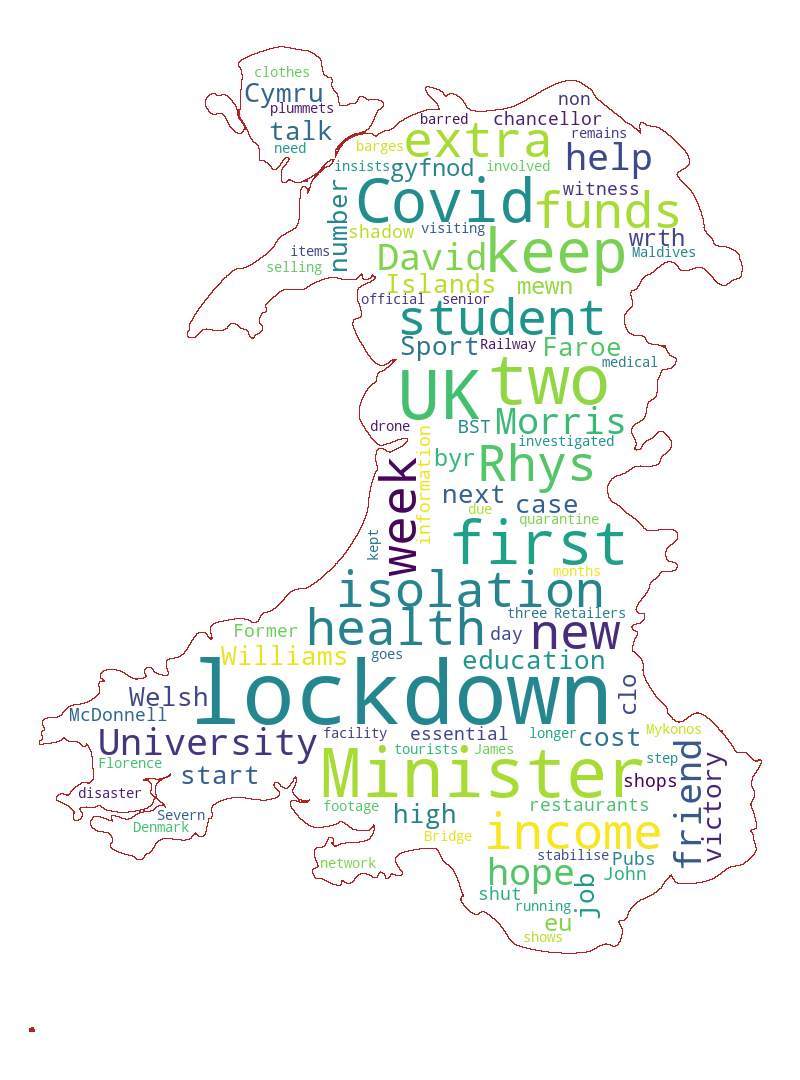 clothes
Cymru
plummets
talk
need
non
barred
chancellor
remains
barges
extra
help
insists
gyfnod
involved
witness
number
Covid
funds
shadow
visiting
wrth
items
David
keep
Maldives
selling
Islands
mewn
official
senior
student
Sport
Railway
Faroe
medical
UK
two
drone
BST
Morris
information
investigated
byr
Rhys
week
next
case
due
quarantine
kept
first
months
isolation
three
Retailers
health
Former
day
new
Williams
goes
education
lockdown
clo
Welsh
McDonnell
University
facility
essential
longer
cost
Mykonos
tourists
James
Florence
start
Minister
step
friend
victory
shops
disaster
footage
high
restaurants
Severn
Denmark
Bridge
income
stabilise
Pubs
network
hope
John
shut
job
running
eu
shows